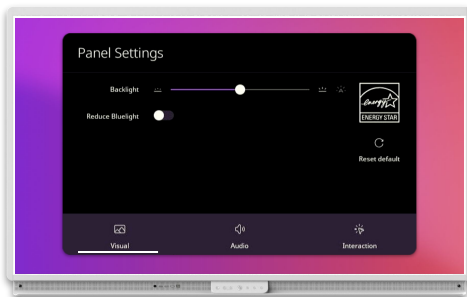 Panel Settings
Backlight
energy
ENERGY STAR
Reduce Bluelight
Reset default
Visual
Audio
Interaction